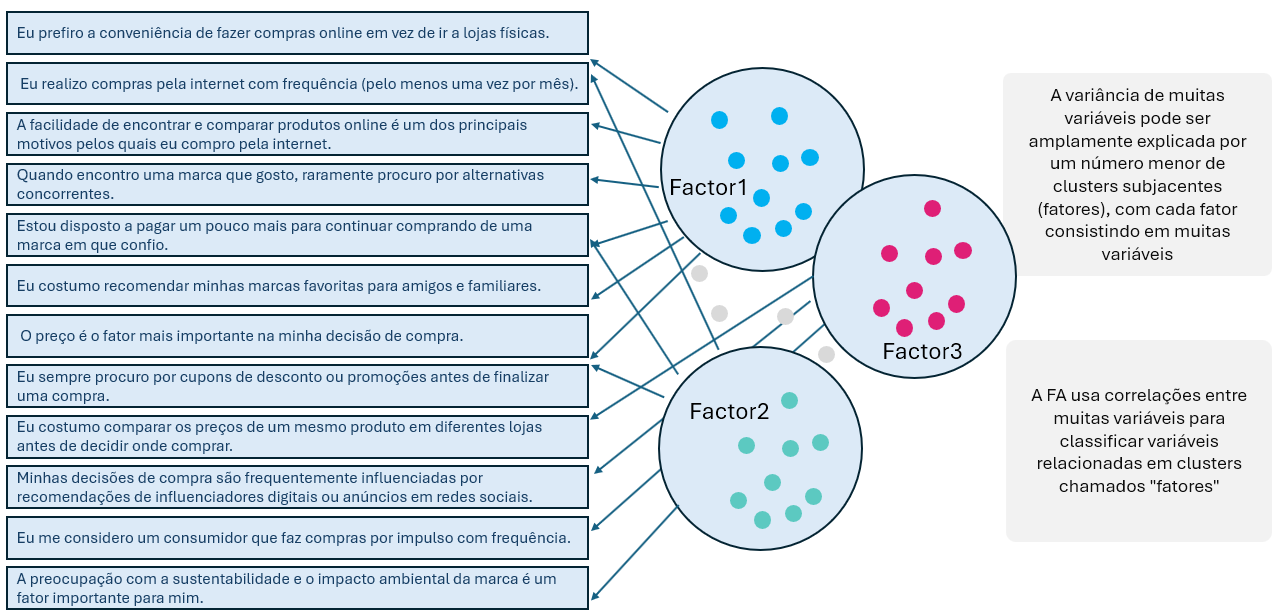 Eu prefiro a conveniência de fazer compras online em vez de ir a lojas físicas.
Eu realizo compras pela internet com frequência (pelo menos uma vez por mês).
A facilidade de encontrar e comparar produtos online é um dos principais
motivos pelos quais eu compro pela internet.
Quando encontro uma marca que gosto, raramente procuro por alternativas
concorrentes.
Estou disposto a pagar um pouco mais para continuar comprando de uma
marca em que confio.
Eu costumo recomendar minhas marcas favoritas para amigos e familiares.
O preço é o fator mais importante na minha decisão de compra.
Eu sempre procuro por cupons de desconto ou promoções antes de finalizar
uma compra.
Eu costumo comparar os preços de um mesmo produto em diferentes lojas
antes de decidir onde comprar.
Minhas decisões de compra são frequentemente influenciadas por
recomendações de influenciadores digitais ou anúncios em redes sociais.
Eu me considero um consumidor que faz compras por impulso com frequência.
A preocupação com a sustentabilidade e o impacto ambiental da marca é um
fator importante para mim.
Factor1
Factor3
Factor2
A variância de muitas
variáveis pode ser
amplamente explicada por
um número menor de
clusters subjacentes
(fatores), com cada fator
consistindo em muitas
variáveis
A FA usa correlações entre
muitas variáveis para
classificar variáveis
relacionadas em clusters
chamados "fatores"